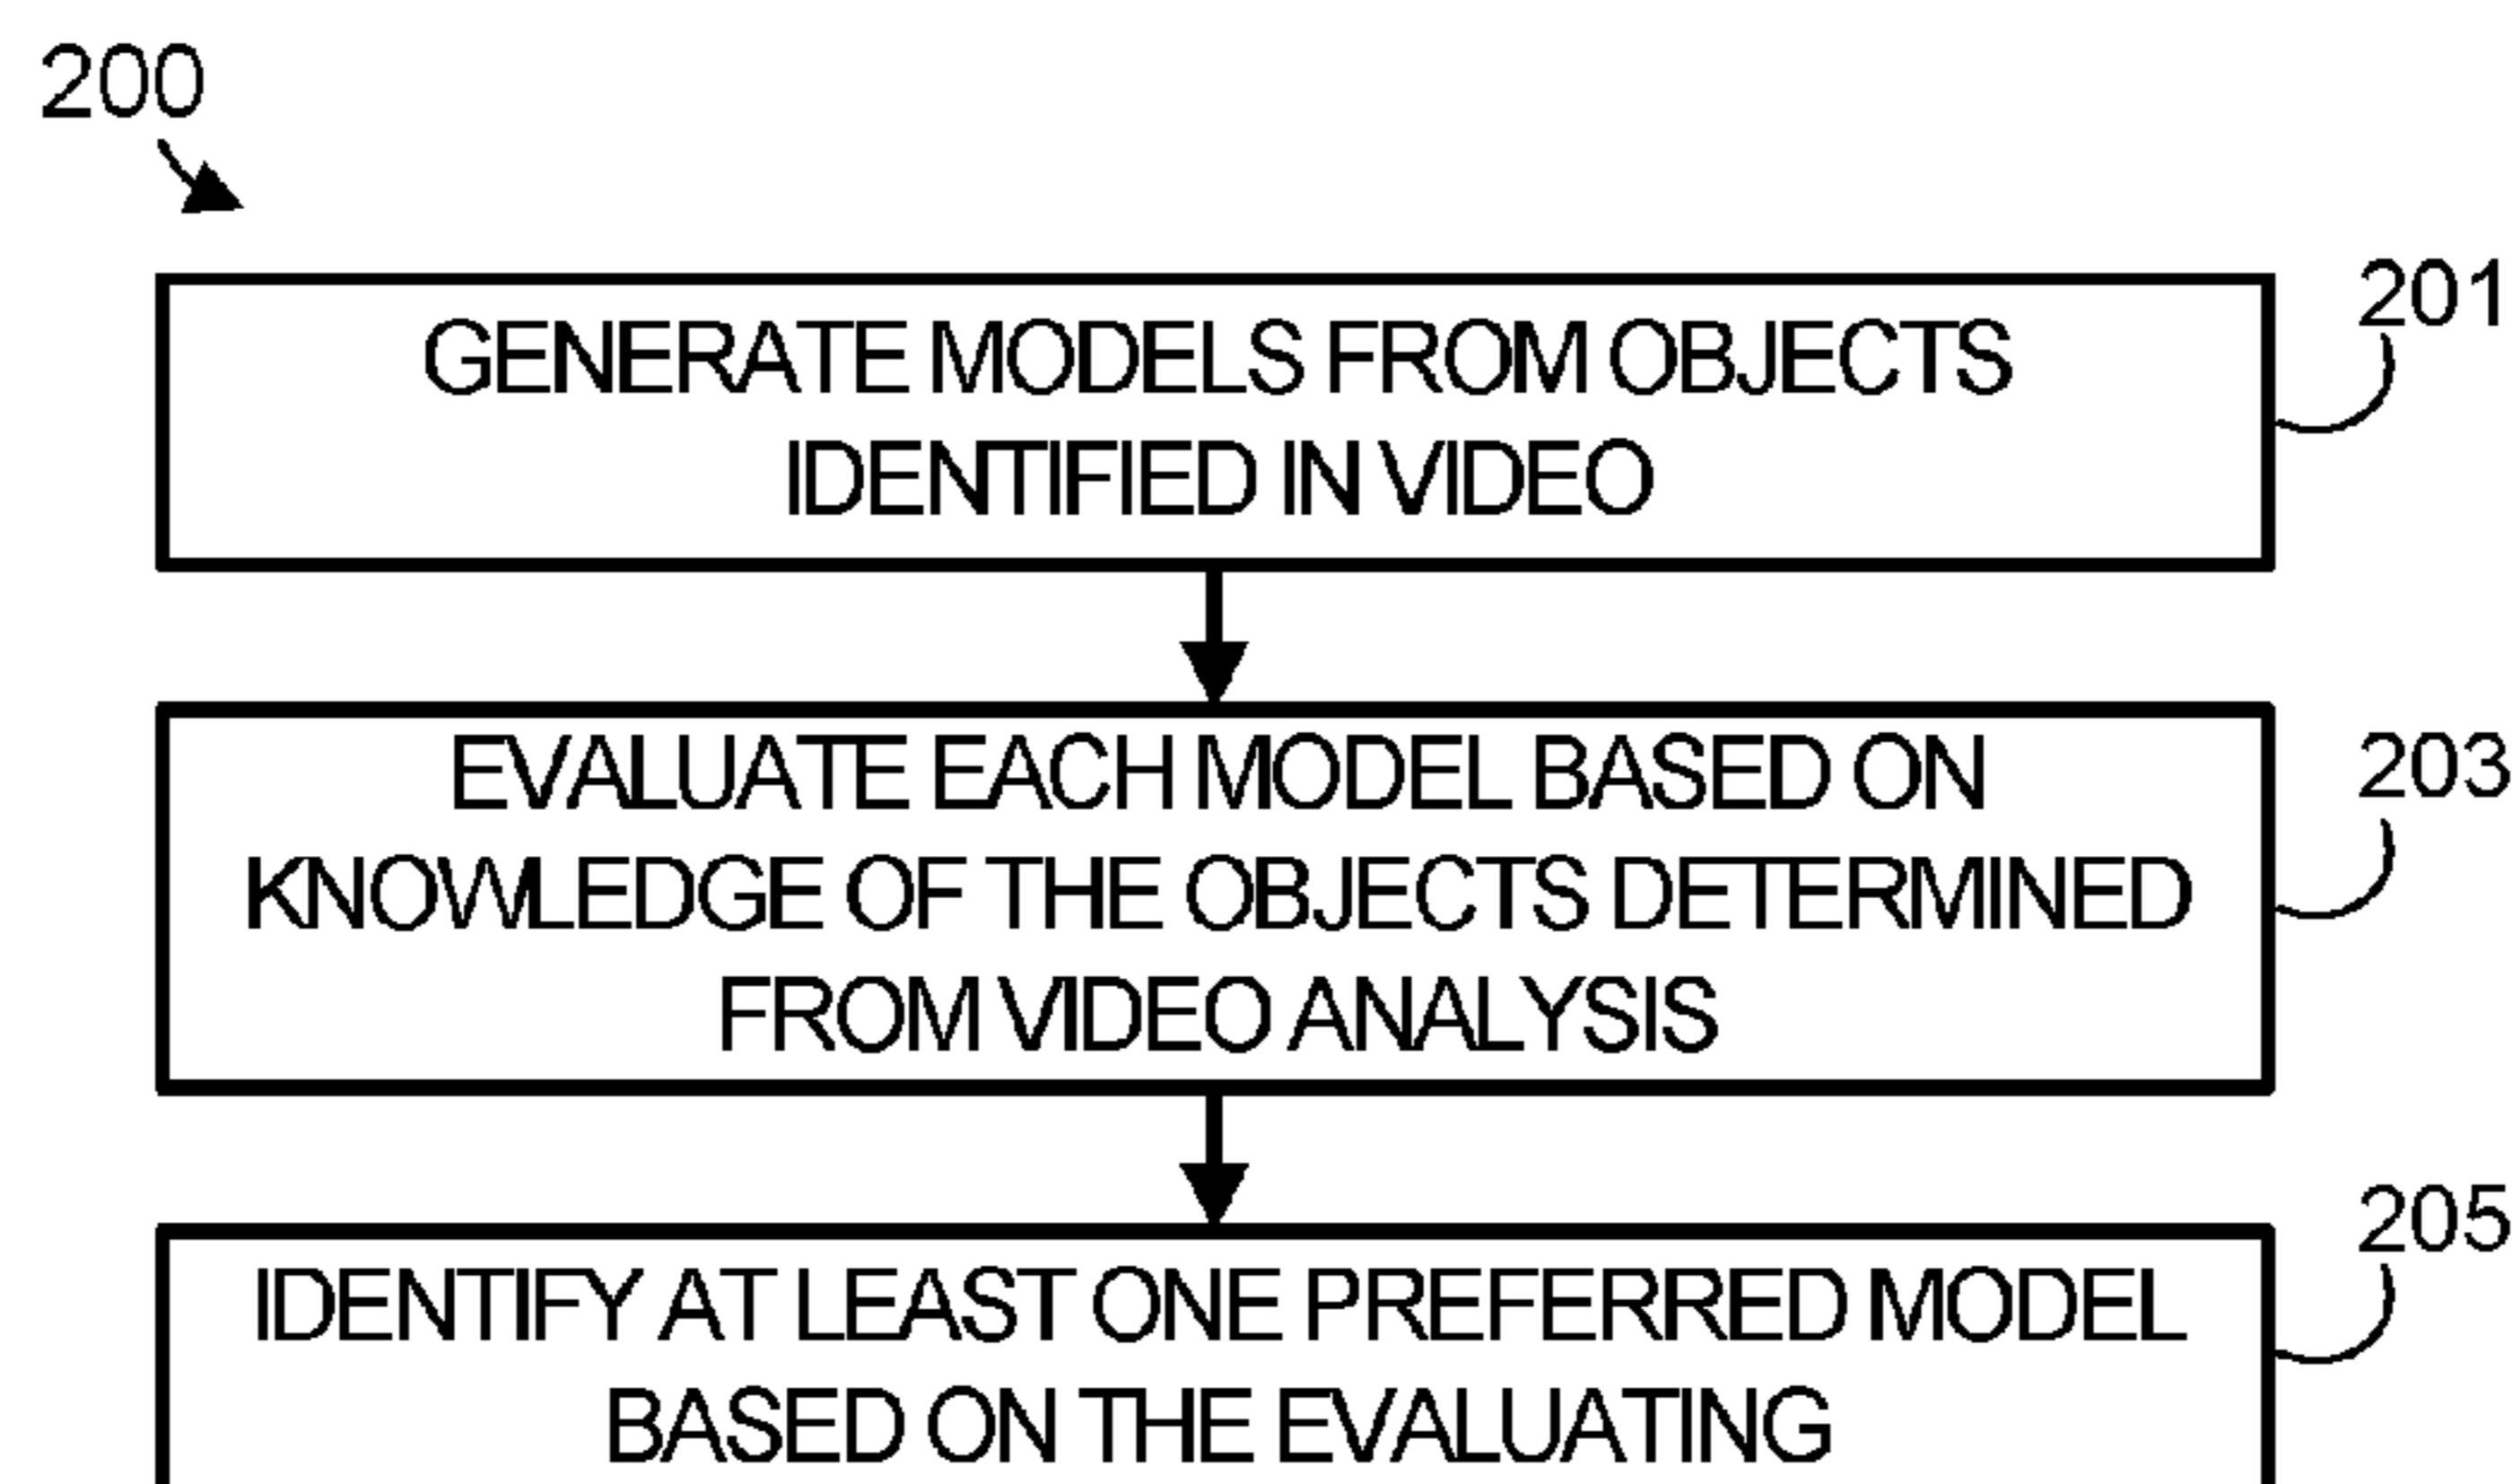 200
201
GENERATE MODELS FROM OBJECTS
IDENTIFIED IN VIDEO
203
EVALUATE EACH MODEL BASED ON
KNOWLEDGE OF THE OBJECTS DETERMINED
FROM VIDEO ANALYSIS
205
IDENTIFY AT LEAST ONE PREFERRED MODEL
BASED ON THE EVALUATING